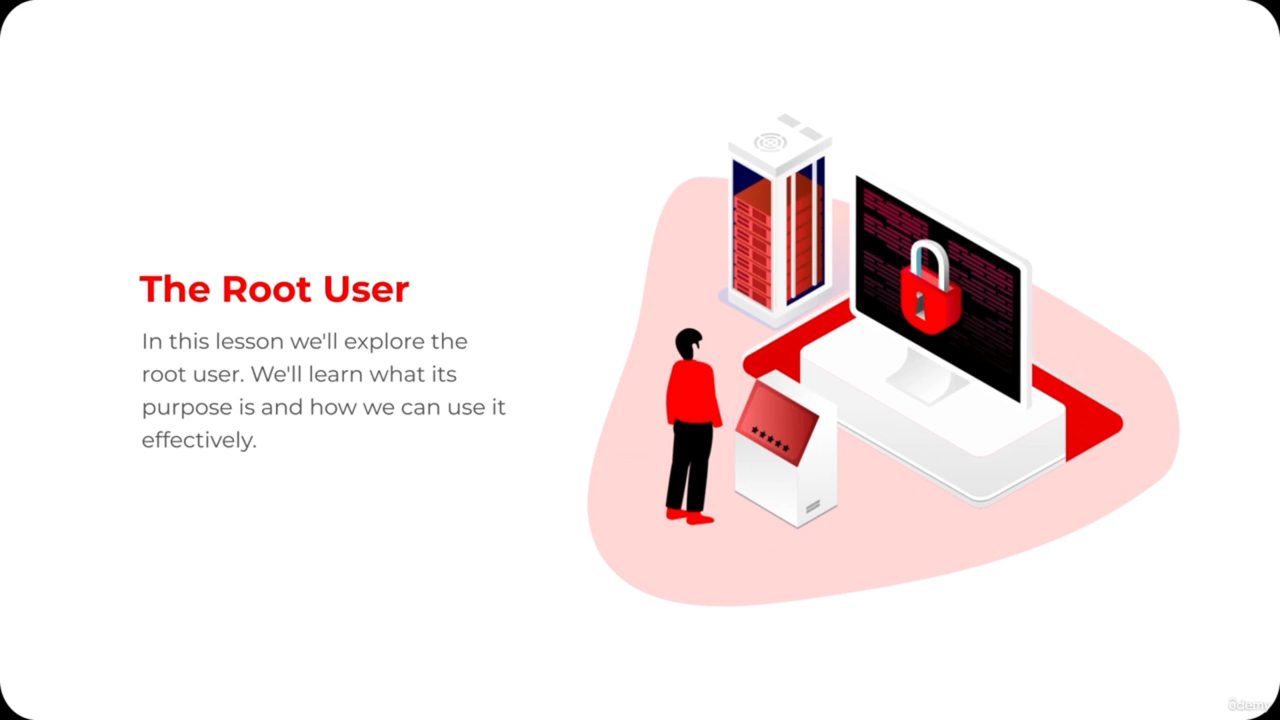 The Root User
In this lesson we'll explore the
root user. We'll learn what its
purpose is and how we can use it
effectively.
*****
ûdemy